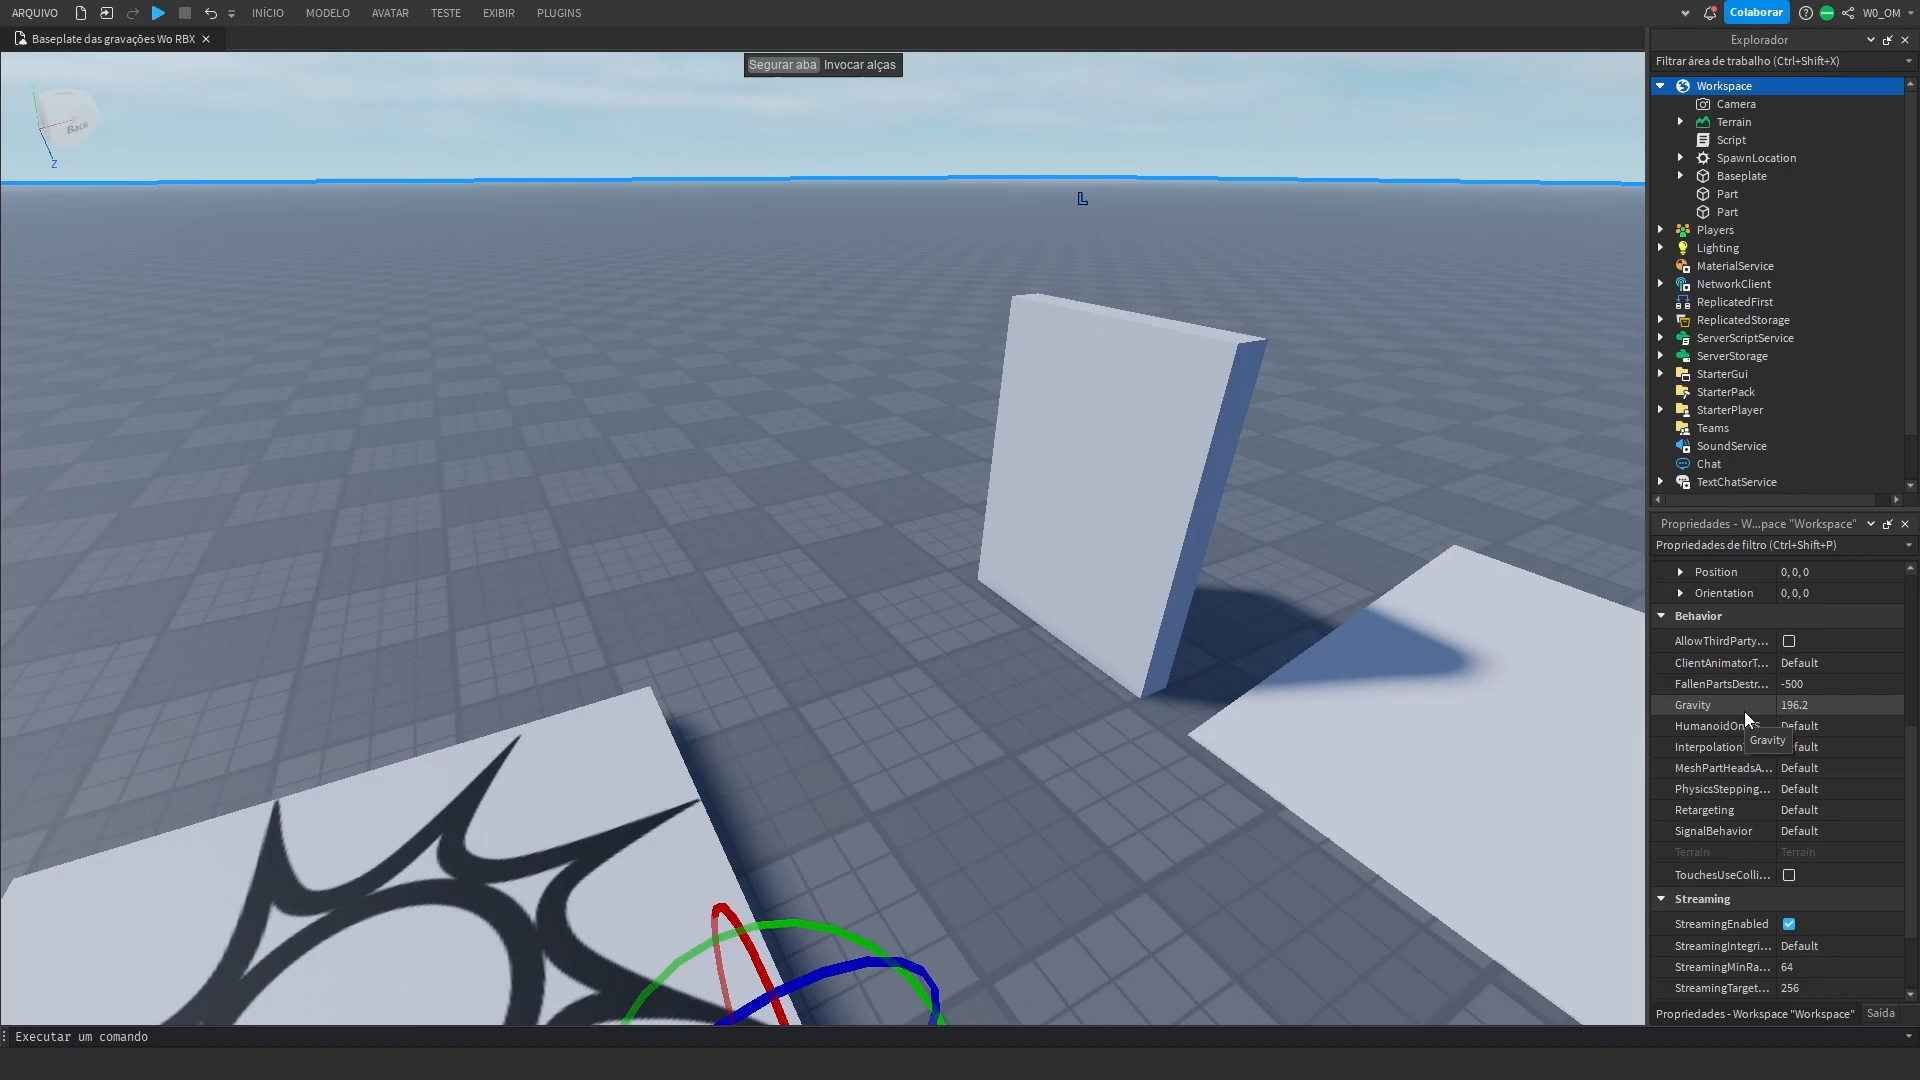 ARQUIVO INÍCIO MODELO AVATAR TESTE EXIBIR PLUGINS Colaborar W0_OM
Baseplate das gravações Wo RBX
Segurar aba Invocar alças
Back
Z
L
Explorador
Filtrar área de trabalho (Ctrl+Shift+X)
Workspace
Camera
Terrain
Script
SpawnLocation
Baseplate
Part
Part
Players
Lighting
MaterialService
NetworkClient
ReplicatedFirst
ReplicatedStorage
ServerScriptService
ServerStorage
StarterGui
StarterPack
StarterPlayer
Teams
SoundService
Chat
TextChatService
Propriedades - W...pace "Workspace"
Propriedades de filtro (Ctrl+Shift+P)
Position 0, 0, 0
Orientation 0, 0, 0
Behavior
AllowThirdParty...
ClientAnimatorT... Default
FallenPartsDestr... -500
Gravity 196.2
HumanoidOn Default
Gravity
Interpolation
MeshPartHeadsA... Default
PhysicsStepping... Default
Retargeting Default
SignalBehavior Default
Terrain Terrain
TouchesUseColli...
Streaming
StreamingEnabled
StreamingIntegri... Default
StreamingMinRa... 64
StreamingTarget... 256
Propriedades - Workspace "Workspace" Saída
Executar um comando